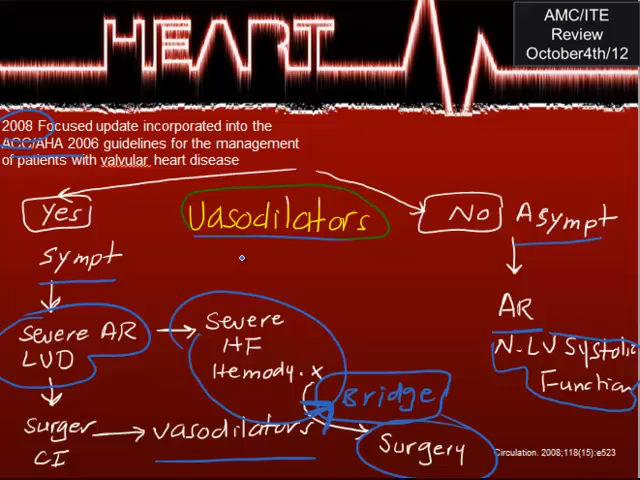 HEART
AMC/ITE
Review
October4th/12
2008 Focused update incorporated into the
ACC/AHA 2006 guidelines for the management
of patients with valvular heart disease
Yes
Vasodilators
No
Asympt
Sympt
AR
N-LV Systolic
Function
Severe AR
LVD
Severe
HF
Hemody. x
Bridge
Surger
CI
vasodilators
Surgery
Circulation. 2008;118(15):e523